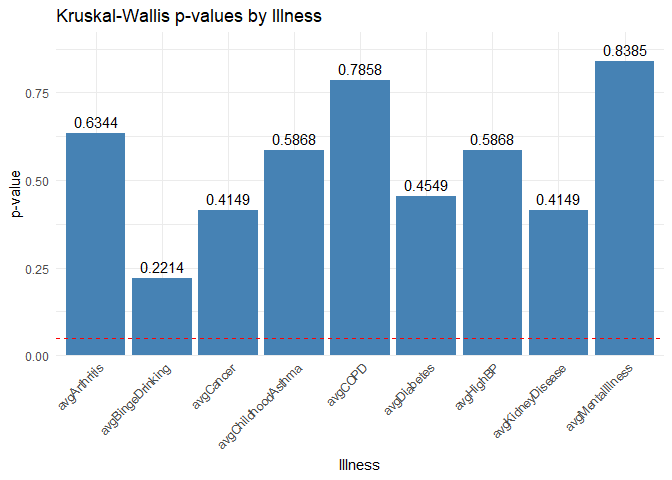 Kruskal-Wallis p-values by Illness
0.8385
0.7858
0.6344
0.5868
0.5868
0.4549
0.4149
0.4149
0.2214
p-value
0.75
0.50
0.25
0.00
avgArthritis
avgBingeDrinking
avgCancer
avgChildhoodAsthma
avgCOPD
avgDiabetes
avgHighBP
avgKidneyDisease
avgMentalIllness
Illness